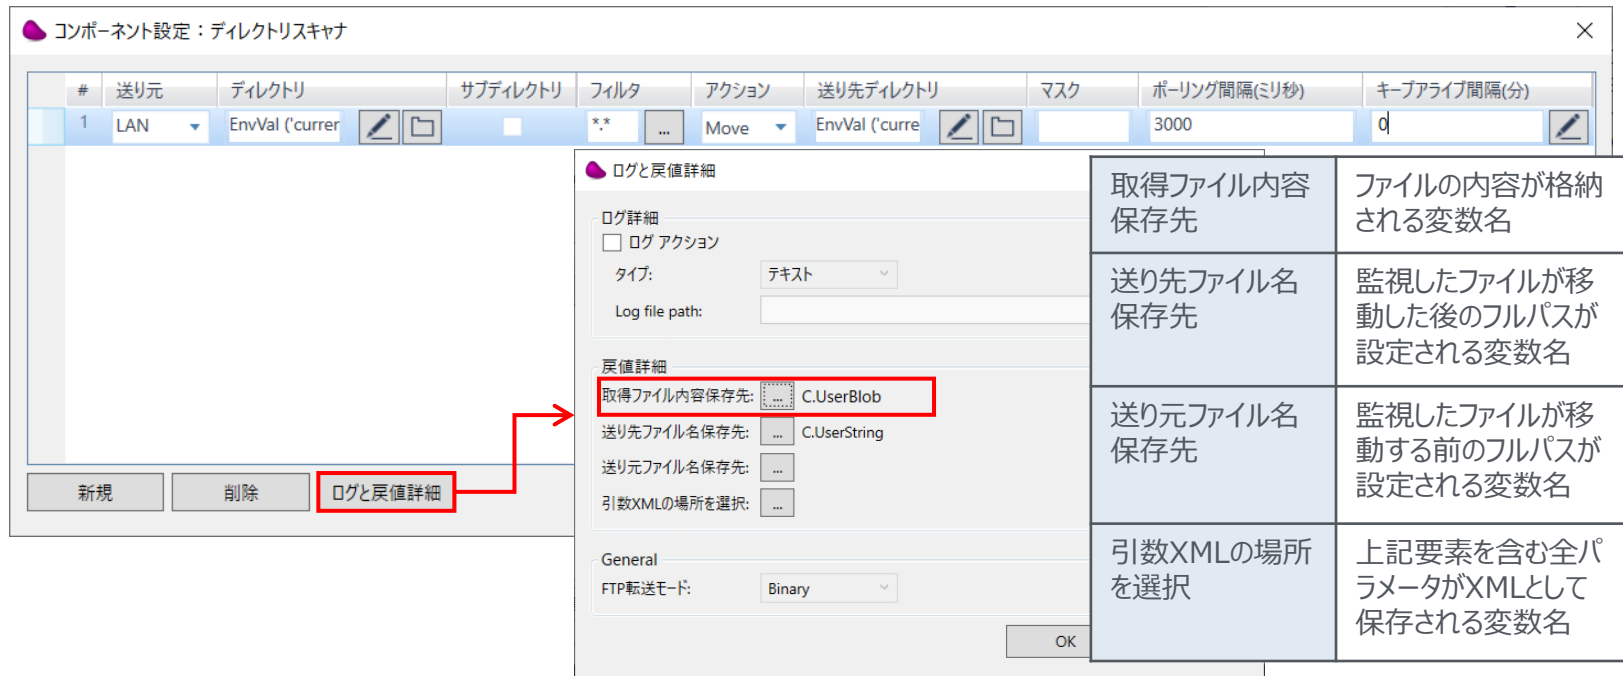 コンポーネント設定：ディレクトリスキャナ
# 送り元 ディレクトリ サブディレクトリ フィルタ アクション 送り先ディレクトリ マスク ポーリング間隔(ミリ秒) キープアライブ間隔(分)
1 LAN EnvVal ('currer *.* ... Move EnvVal ('curre 3000 0
新規 削除 ログと戻値詳細
ログと戻値詳細
ログ詳細
ログ アクション
タイプ: テキスト
Log file path:
戻値詳細
取得ファイル内容保存先: ... C.UserBlob
送り先ファイル名保存先: ... C.UserString
送り元ファイル名保存先: ...
引数XMLの場所を選択: ...
General
FTP転送モード: Binary
OK
取得ファイル内容
保存先
ファイルの内容が格納
される変数名
送り先ファイル名
保存先
監視したファイルが移
動した後のフルパスが
設定される変数名
送り元ファイル名
保存先
監視したファイルが移
動する前のフルパスが
設定される変数名
引数XMLの場所
を選択
上記要素を含む全パ
ラメータがXMLとして
保存される変数名